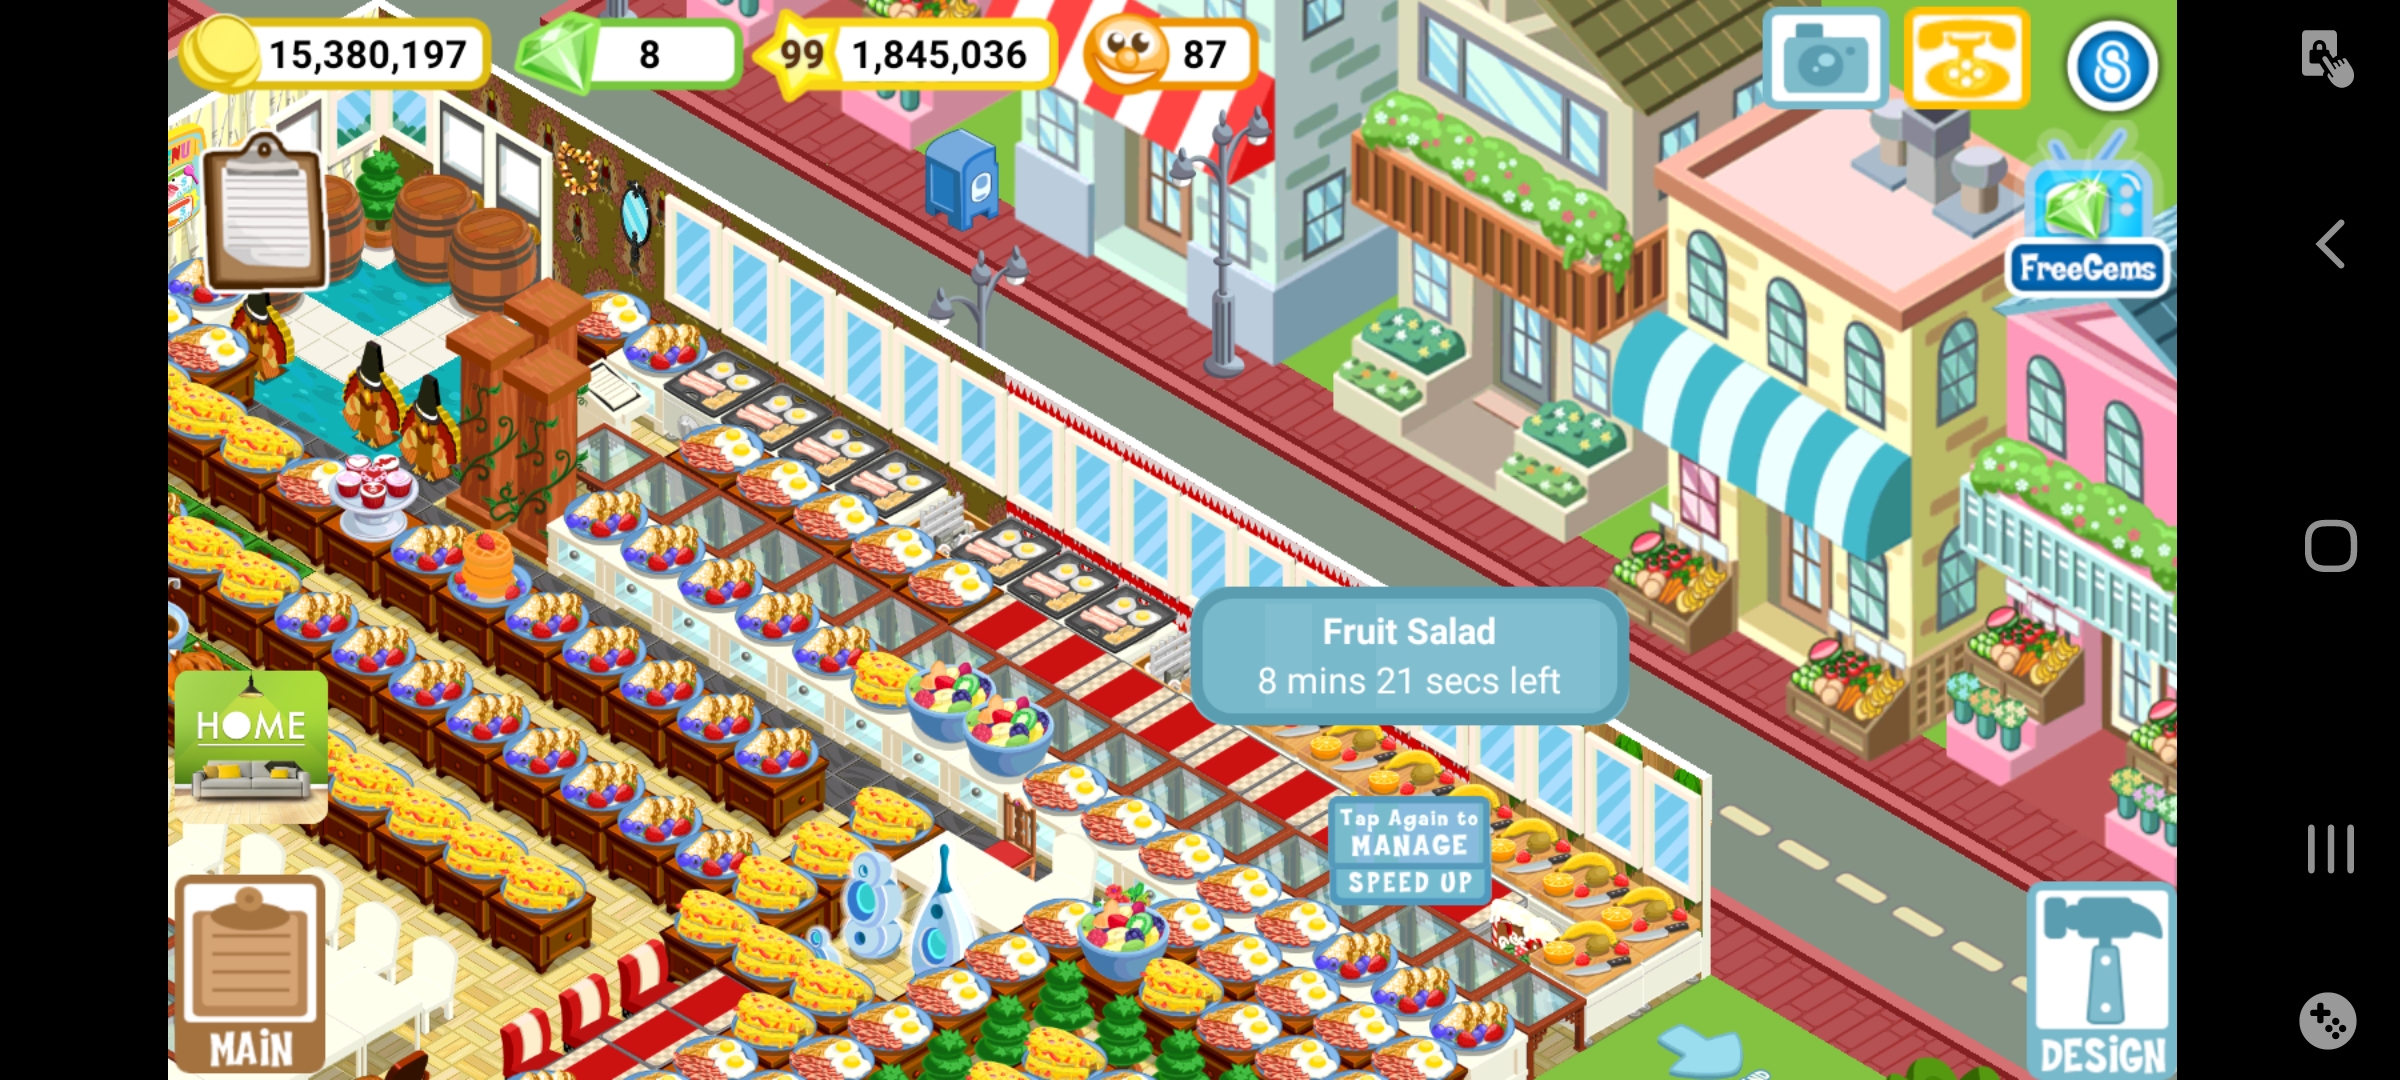 15,380,197
8
99
1,845,036
87
FreeGems
Fruit Salad
8 mins 21 secs left
HOME
Tap Again to
MANAGE
SPEED UP
MAIN
DESIGN